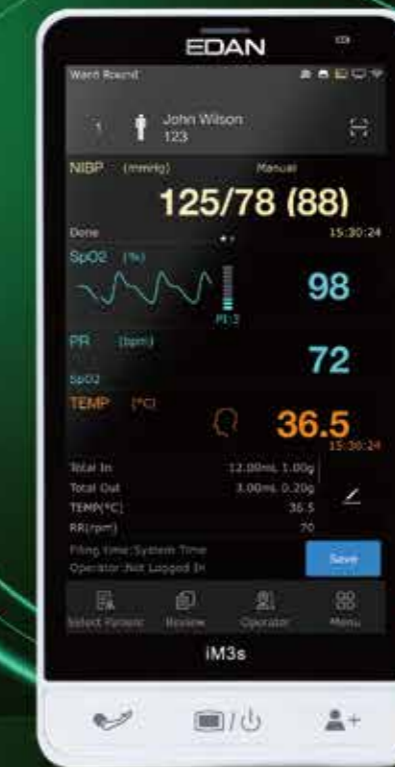 EDAN
Ward Round
1 John Wilson
123
NIBP (mmHg) Manual
125/78 (88)
Done 15:30:24
SpO2 (%)
98
PI:3
PR (bpm)
72
SpO2
TEMP (°C)
36.5
15:30:24
Total In 12.00mL 1.00g
Total Out 3.00mL 0.20g
TEMP(°C) 36.5
RR(rpm) 70
Filing Time:System Time
Operator:Not Logged In
Save
Select Patient Review Operator Menu
iM3s